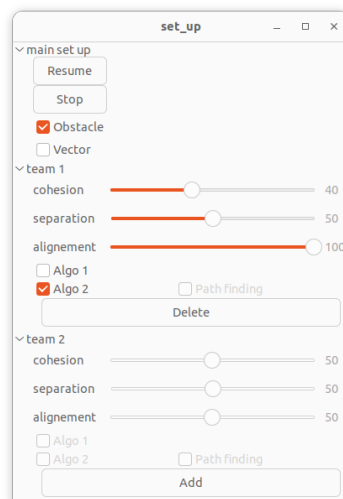 set_up
main set up
Resume
Stop
Obstacle
Vector
team 1
cohesion 40
separation 50
alignement 100
Algo 1
Algo 2 Path finding
Delete
team 2
cohesion 50
separation 50
alignement 50
Algo 1
Algo 2 Path finding
Add